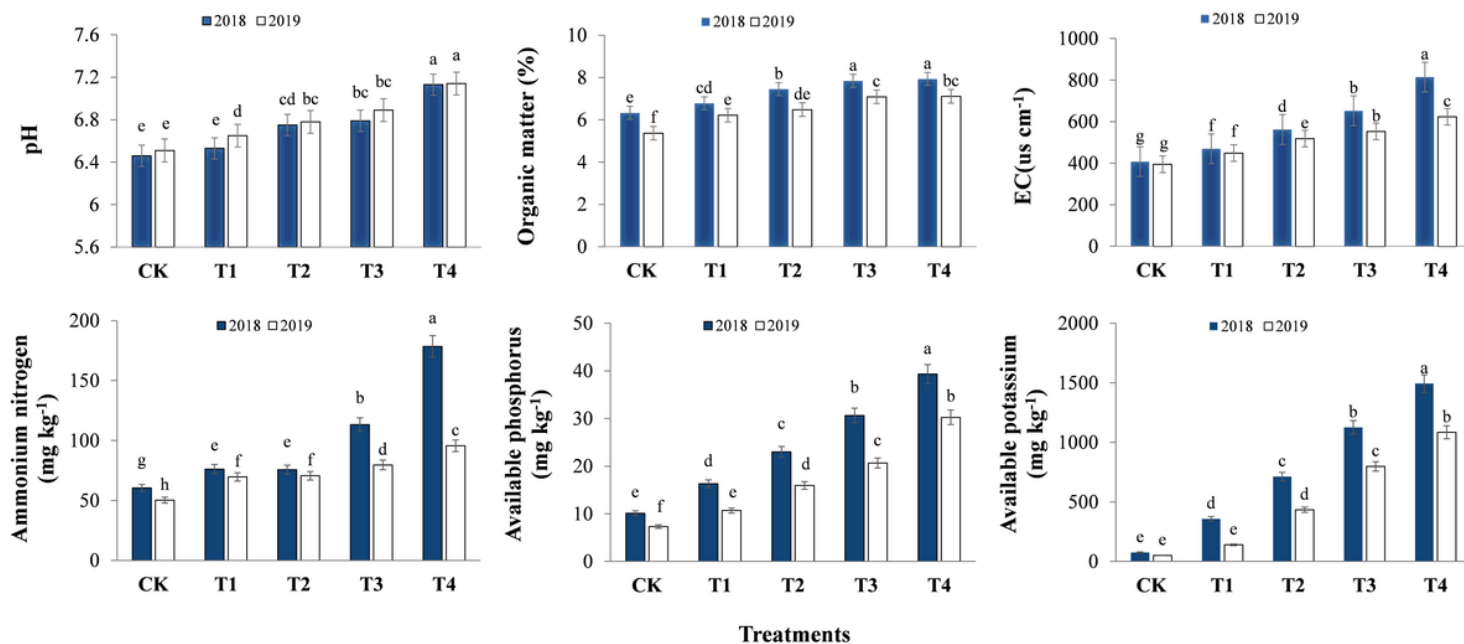 2018 2019
pH
7.6
7.2
6.8
6.4
6
5.6
e e e d cd bc bc bc a a
CK T1 T2 T3 T4
2018 2019
Organic matter (%)
10
8
6
4
2
0
e f cd e b de a c a bc
CK T1 T2 T3 T4
2018 2019
EC(us cm-1)
1000
800
600
400
200
0
g g f f d e b b a c
CK T1 T2 T3 T4
2018 2019
Ammonium nitrogen
(mg kg-1)
200
150
100
50
0
g h e f e f b d a c
CK T1 T2 T3 T4
2018 2019
Available phosphorus
(mg kg-1)
50
40
30
20
10
0
e f d e c d b c a b
CK T1 T2 T3 T4
2018 2019
Available potassium
(mg kg-1)
2000
1500
1000
500
0
e e d e c d b c a b
CK T1 T2 T3 T4
Treatments